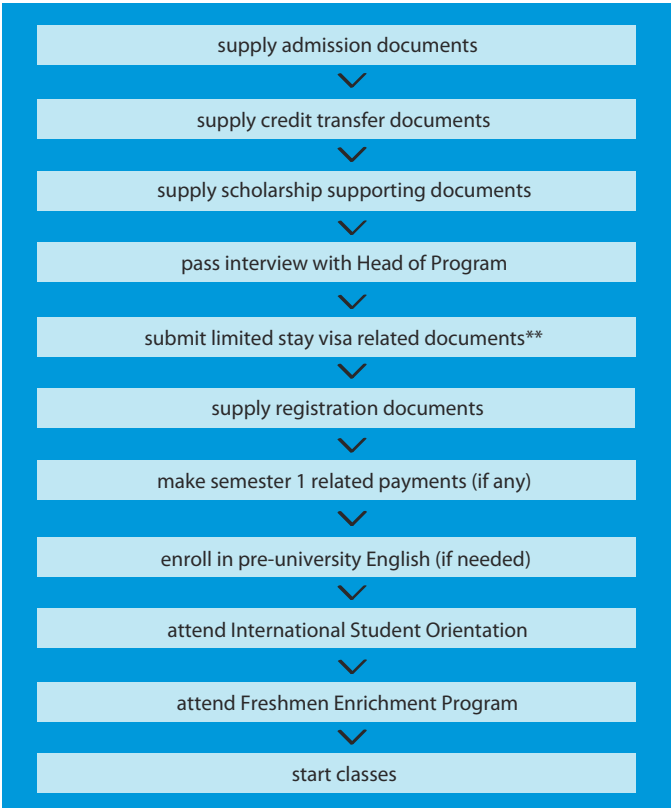 supply admission documents
supply credit transfer documents
supply scholarship supporting documents
pass interview with Head of Program
submit limited stay visa related documents**
supply registration documents
make semester 1 related payments (if any)
enroll in pre-university English (if needed)
attend International Student Orientation
attend Freshmen Enrichment Program
start classes